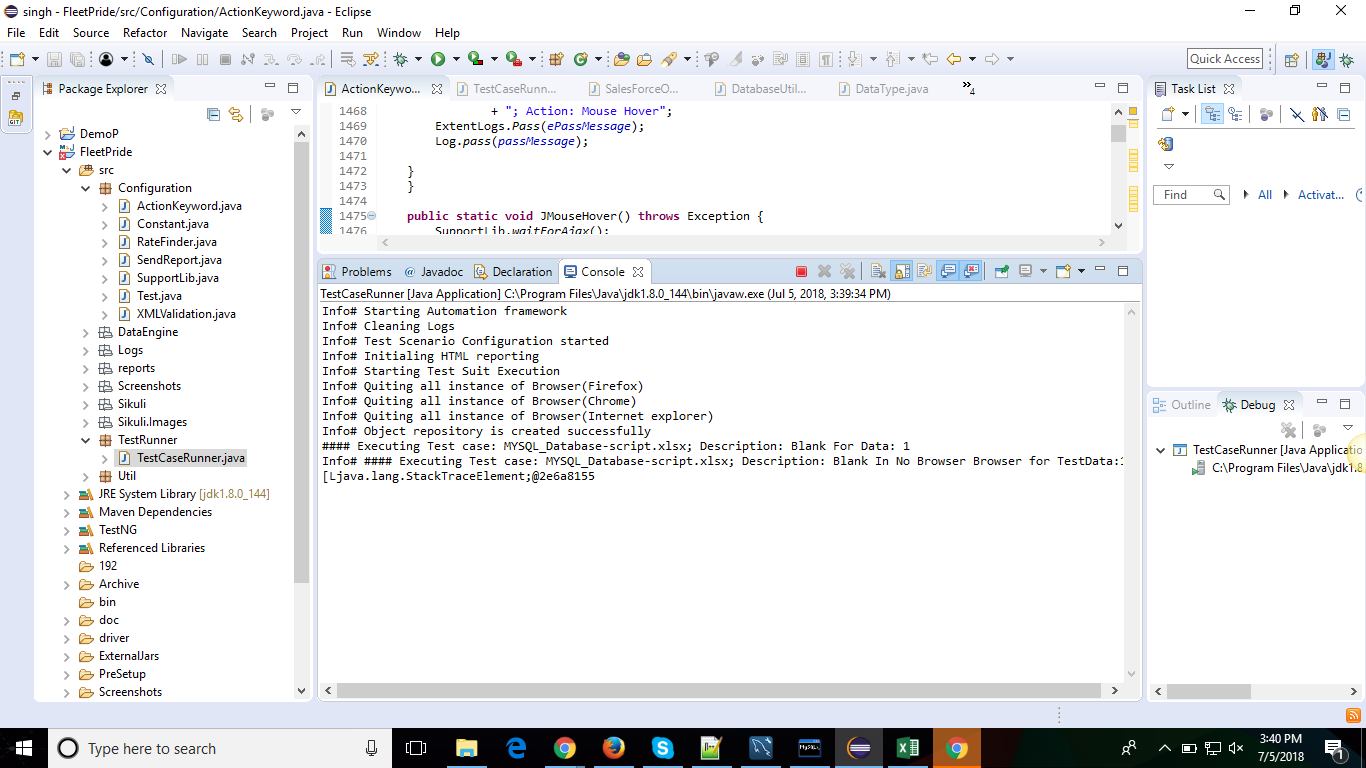 singh - FleetPride/src/Configuration/ActionKeyword.java - Eclipse
File Edit Source Refactor Navigate Search Project Run Window Help
Quick Access
Package Explorer
DemoP
FleetPride
src
Configuration
ActionKeyword.java
Constant.java
RateFinder.java
SendReport.java
SupportLib.java
Test.java
XMLValidation.java
DataEngine
Logs
reports
Screenshots
Sikuli
Sikuli.Images
TestRunner
TestCaseRunner.java
Util
JRE System Library [jdk1.8.0_144]
Maven Dependencies
TestNG
Referenced Libraries
192
Archive
bin
doc
driver
ExternalJars
PreSetup
Screenshots
ActionKeywo... TestCaseRunn... SalesForceO... DatabaseUtil... DataType.java »4
1468 + "; Action: Mouse Hover";
1469 ExtentLogs.Pass(ePassMessage);
1470 Log.pass(passMessage);
1471
1472 }
1473 }
1474
1475 public static void JMouseHover() throws Exception {
1476 SupportLib.waitForAjax();
Problems @ Javadoc Declaration Console
TestCaseRunner [Java Application] C:\Program Files\Java\jdk1.8.0_144\bin\javaw.exe (Jul 5, 2018, 3:39:34 PM)
Info# Starting Automation framework
Info# Cleaning Logs
Info# Test Scenario Configuration started
Info# Initialing HTML reporting
Info# Starting Test Suit Execution
Info# Quiting all instance of Browser(Firefox)
Info# Quiting all instance of Browser(Chrome)
Info# Quiting all instance of Browser(Internet explorer)
Info# Object repository is created successfully
#### Executing Test case: MYSQL_Database-script.xlsx; Description: Blank For Data: 1
Info# #### Executing Test case: MYSQL_Database-script.xlsx; Description: Blank In No Browser Browser for TestData:1
[Ljava.lang.StackTraceElement;@2e6a8155
Task List
Find All Activat...
Outline Debug
TestCaseRunner [Java Applicatio
C:\Program Files\Java\jdk1.8
Type here to search
3:40 PM
7/5/2018
1